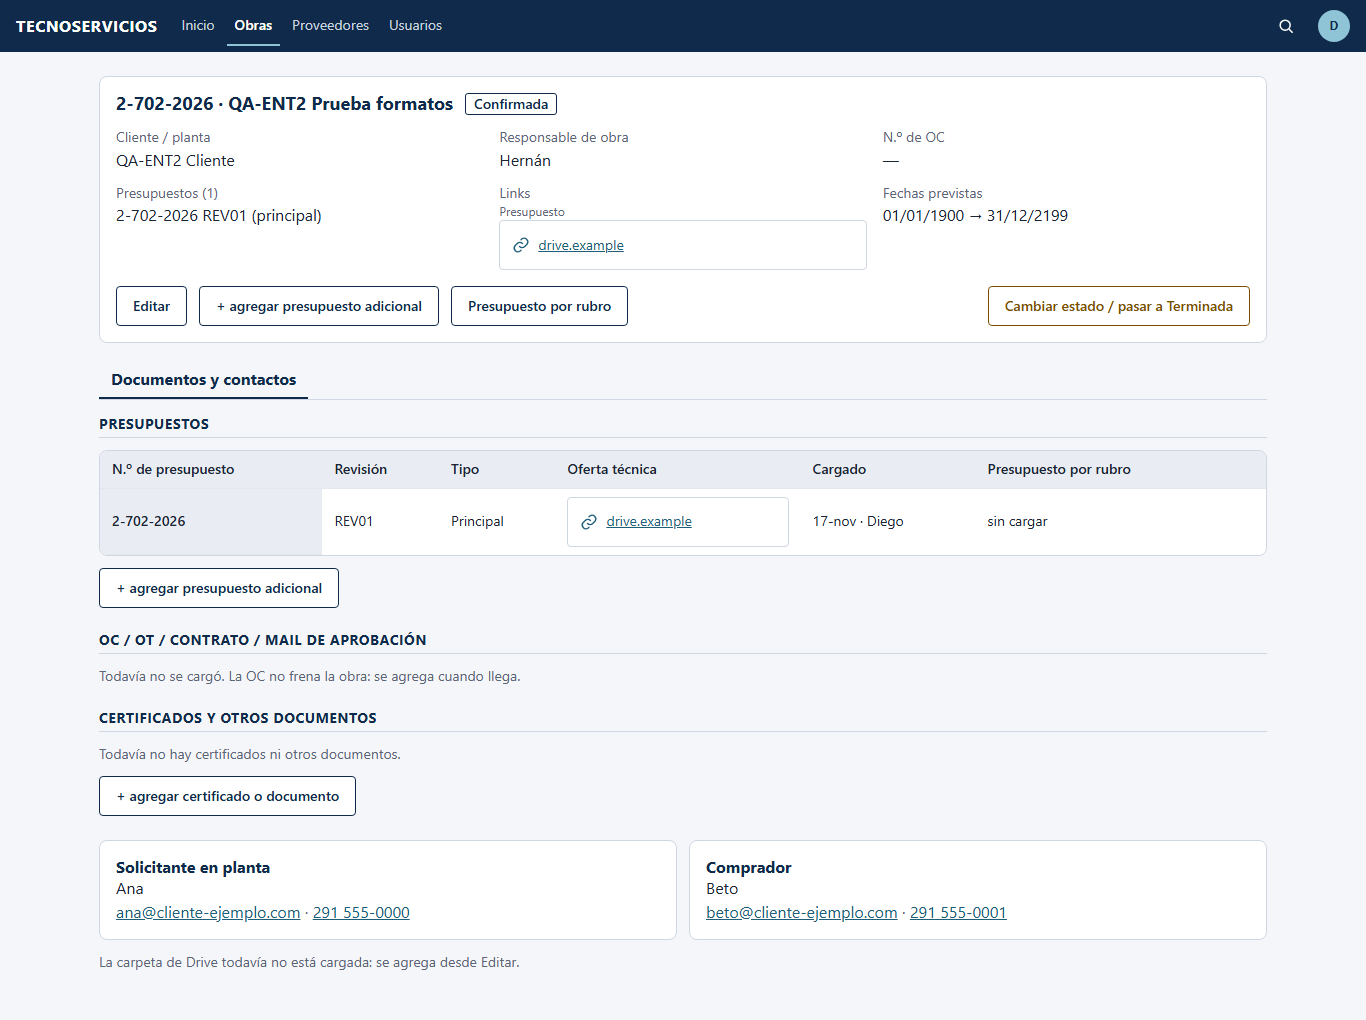 TECNOSERVICIOS Inicio Obras Proveedores Usuarios D
2-702-2026 · QA-ENT2 Prueba formatos Confirmada
Cliente / planta
QA-ENT2 Cliente
Responsable de obra
Hernán
N.º de OC
—
Presupuestos (1)
2-702-2026 REV01 (principal)
Links
Presupuesto
drive.example
Fechas previstas
01/01/1900 → 31/12/2199
Editar + agregar presupuesto adicional Presupuesto por rubro Cambiar estado / pasar a Terminada
Documentos y contactos
PRESUPUESTOS
N.º de presupuesto Revisión Tipo Oferta técnica Cargado Presupuesto por rubro
2-702-2026 REV01 Principal drive.example 17-nov · Diego sin cargar
+ agregar presupuesto adicional
OC / OT / CONTRATO / MAIL DE APROBACIÓN
Todavía no se cargó. La OC no frena la obra: se agrega cuando llega.
CERTIFICADOS Y OTROS DOCUMENTOS
Todavía no hay certificados ni otros documentos.
+ agregar certificado o documento
Solicitante en planta
Ana
ana@cliente-ejemplo.com · 291 555-0000
Comprador
Beto
beto@cliente-ejemplo.com · 291 555-0001
La carpeta de Drive todavía no está cargada: se agrega desde Editar.